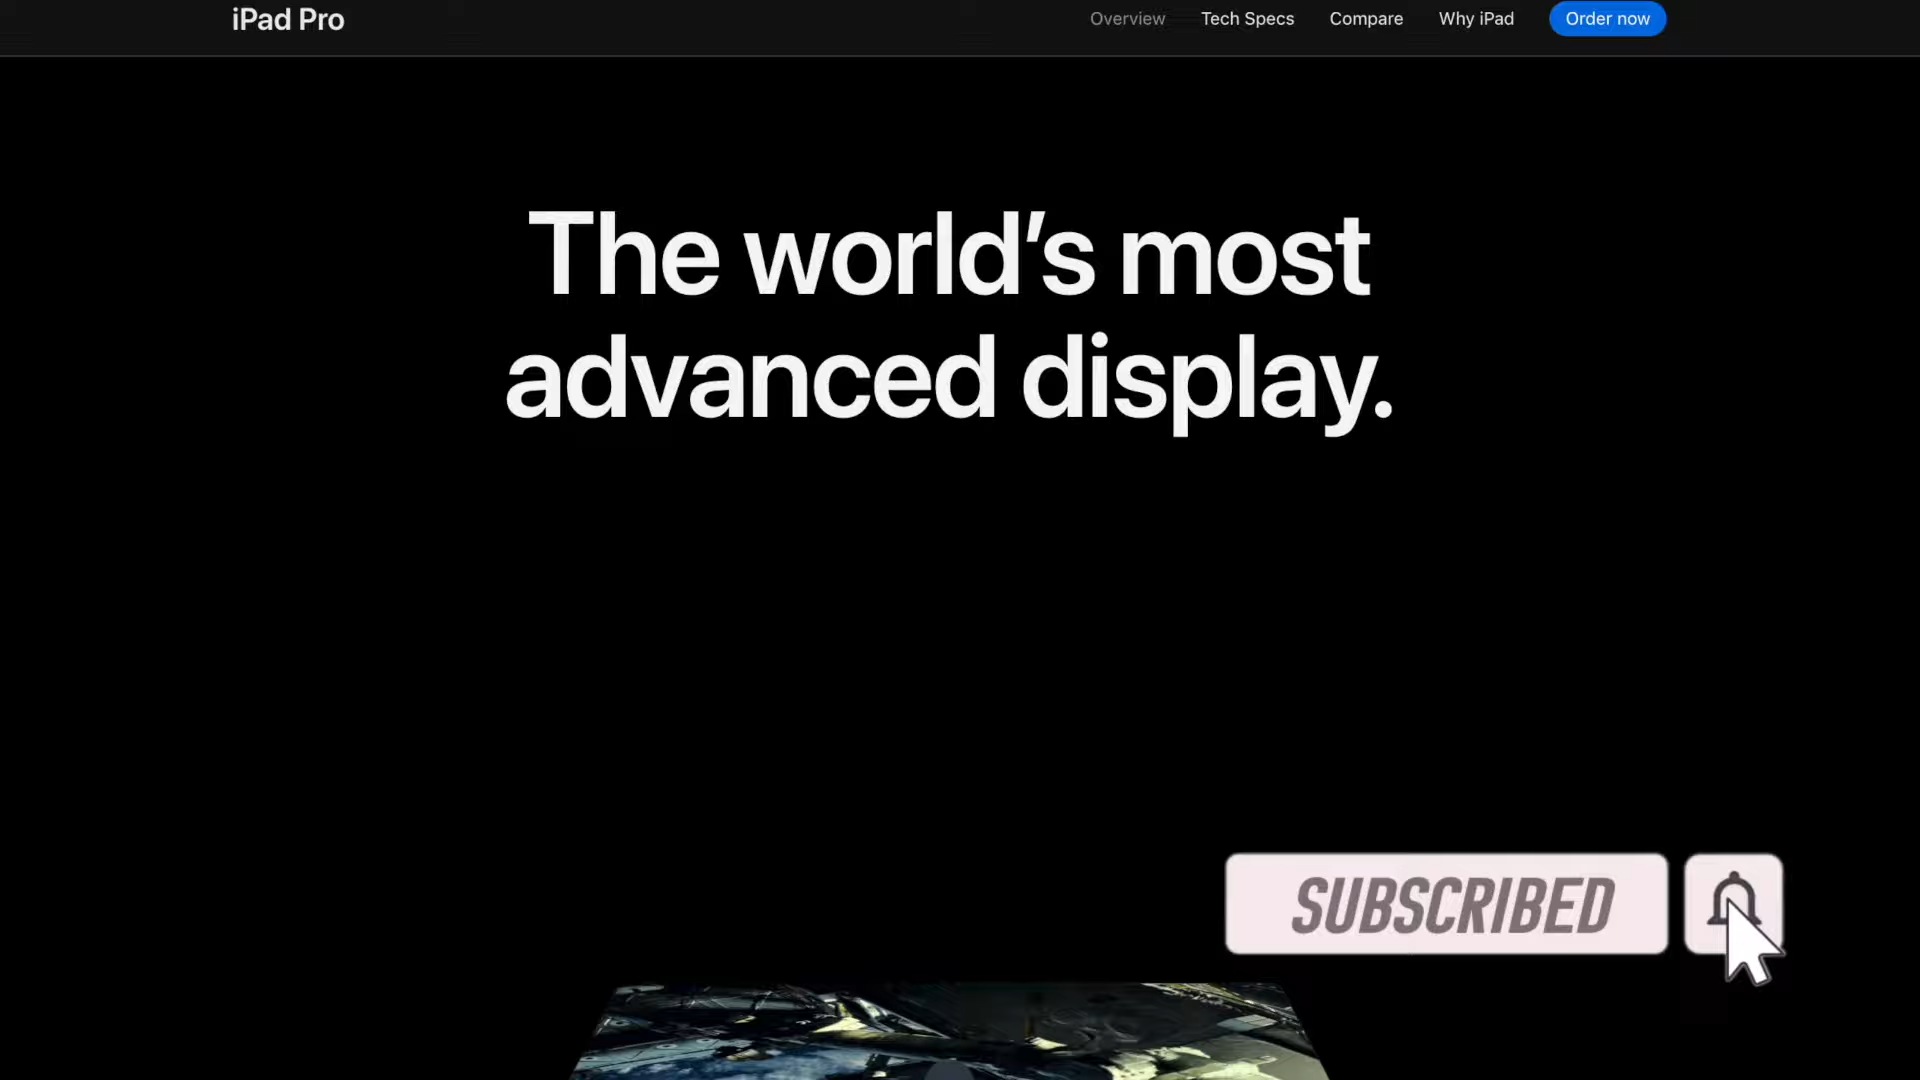 iPad Pro
Overview Tech Specs Compare Why iPad Order now
The world’s most
advanced display.
SUBSCRIBED